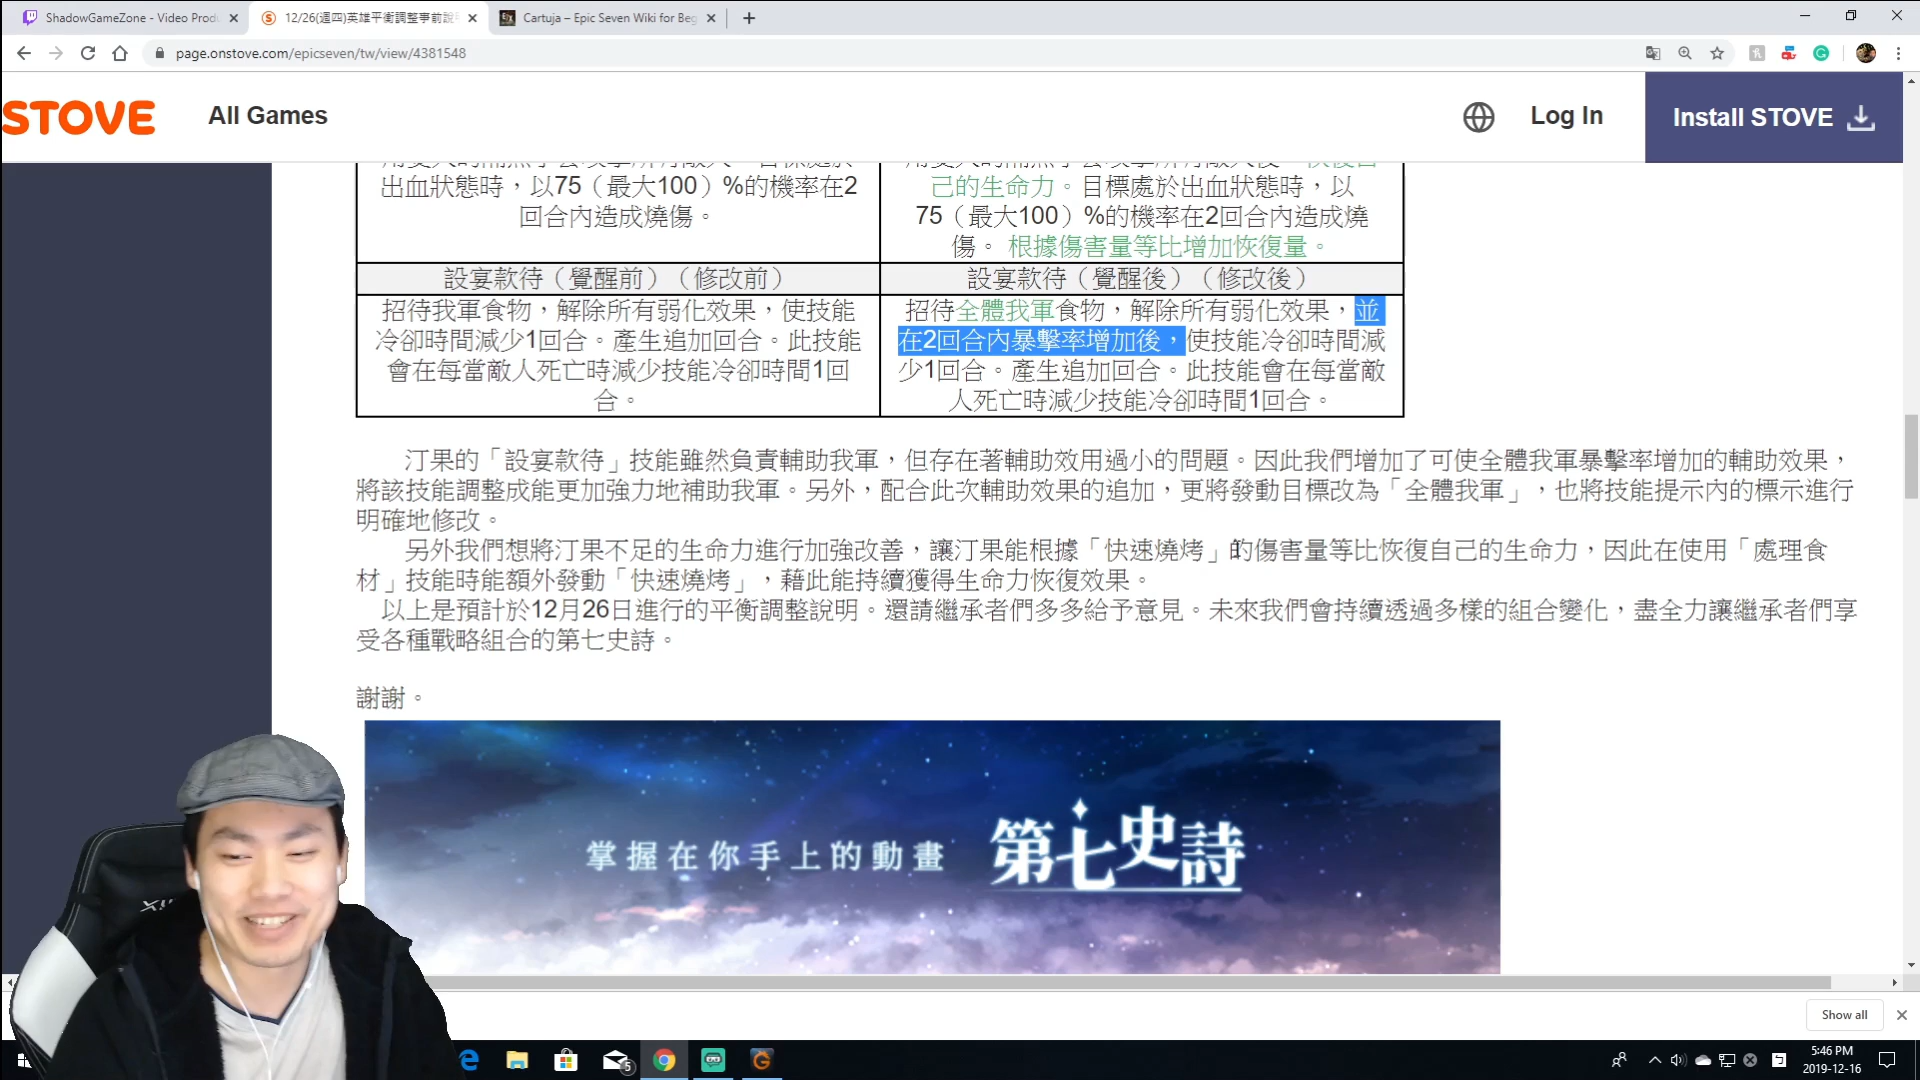 ShadowGameZone - Video Produ
12/26(週四)英雄平衡調整事前說
Cartuja – Epic Seven Wiki for Beg
page.onstove.com/epicseven/tw/view/4381548
STOVE
All Games
Log In
Install STOVE
出血狀態時，以75（最大100）%的機率在2
回合內造成燒傷。
己的生命力。目標處於出血狀態時，以
75（最大100）%的機率在2回合內造成燒
傷。 根據傷害量等比增加恢復量。
設宴款待（覺醒前）（修改前）
設宴款待（覺醒後）（修改後）
招待我軍食物，解除所有弱化效果，使技能
冷卻時間減少1回合。產生追加回合。此技能
會在每當敵人死亡時減少技能冷卻時間1回
合。
招待全體我軍食物，解除所有弱化效果，並
在2回合內暴擊率增加後，使技能冷卻時間減
少1回合。產生追加回合。此技能會在每當敵
人死亡時減少技能冷卻時間1回合。
汀果的「設宴款待」技能雖然負責輔助我軍，但存在著輔助效用過小的問題。因此我們增加了可使全體我軍暴擊率增加的輔助效果，
將該技能調整成能更加強力地補助我軍。另外，配合此次輔助效果的追加，更將發動目標改為「全體我軍」，也將技能提示內的標示進行
明確地修改。
另外我們想將汀果不足的生命力進行加強改善，讓汀果能根據「快速燒烤」的傷害量等比恢復自己的生命力，因此在使用「處理食
材」技能時能額外發動「快速燒烤」，藉此能持續獲得生命力恢復效果。
以上是預計於12月26日進行的平衡調整說明。還請繼承者們多多給予意見。未來我們會持續透過多樣的組合變化，盡全力讓繼承者們享
受各種戰略組合的第七史詩。
謝謝。
掌握在你手上的動畫
第七史詩
Show all
5
5:46 PM
2019-12-16